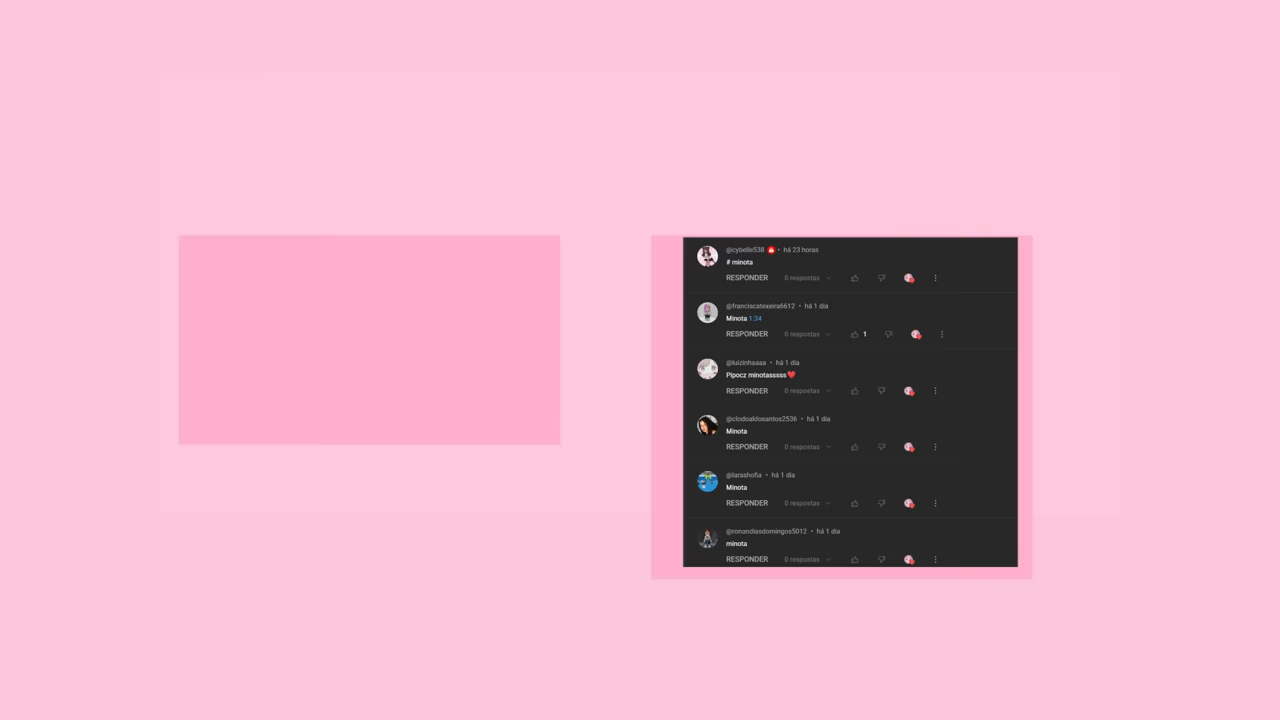 @cybelle538 • há 23 horas
# minota
RESPONDER 0 respostas
@franciscatexeira6612 • há 1 dia
Minota 1:34
RESPONDER 0 respostas 1
@luizinhaaaa • há 1 dia
Pipocz minotasssss❤️
RESPONDER 0 respostas
@clodoaldosantos2536 • há 1 dia
Minota
RESPONDER 0 respostas
@larashofia • há 1 dia
Minota
RESPONDER 0 respostas
@ronandiasdomingos5012 • há 1 dia
minota
RESPONDER 0 respostas